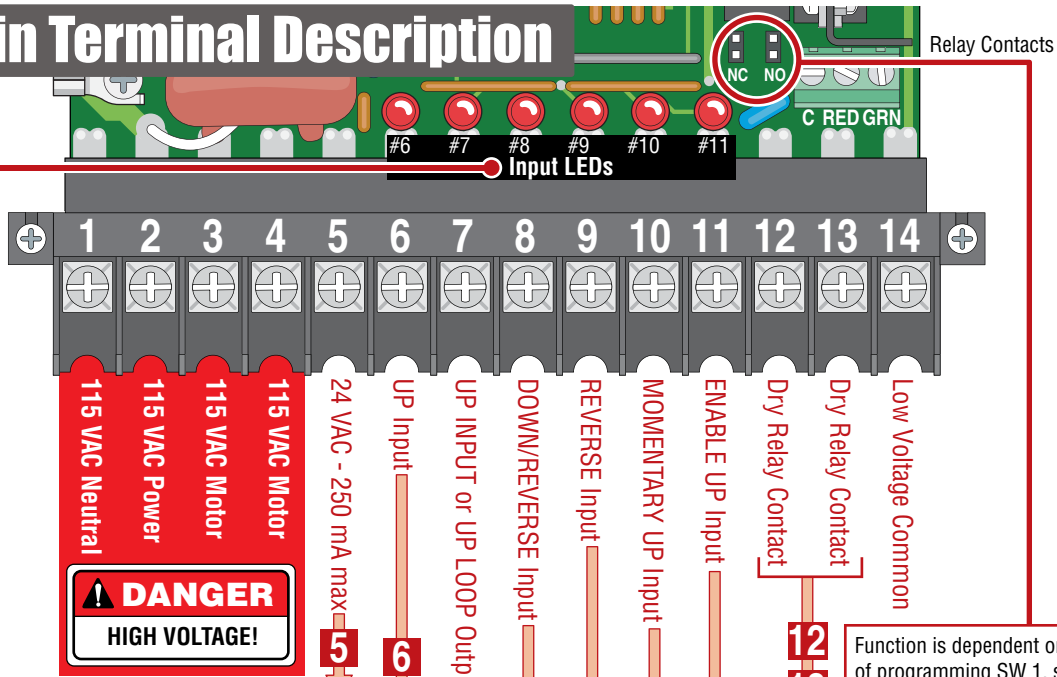 in Terminal Description
Relay Contacts
NC NO
C RED GRN
#6 #7 #8 #9 #10 #11
Input LEDs
1 2 3 4 5 6 7 8 9 10 11 12 13 14
115 VAC Neutral
115 VAC Power
115 VAC Motor
115 VAC Motor
24 VAC - 250 mA max
UP Input
UP INPUT or UP LOOP Outp
DOWN/REVERSE Input
REVERSE Input
MOMENTARY UP Input
ENABLE UP Input
Dry Relay Contact
Dry Relay Contact
Low Voltage Common
DANGER
HIGH VOLTAGE!
5
6
12
Function is dependent o
of programming SW 1, s